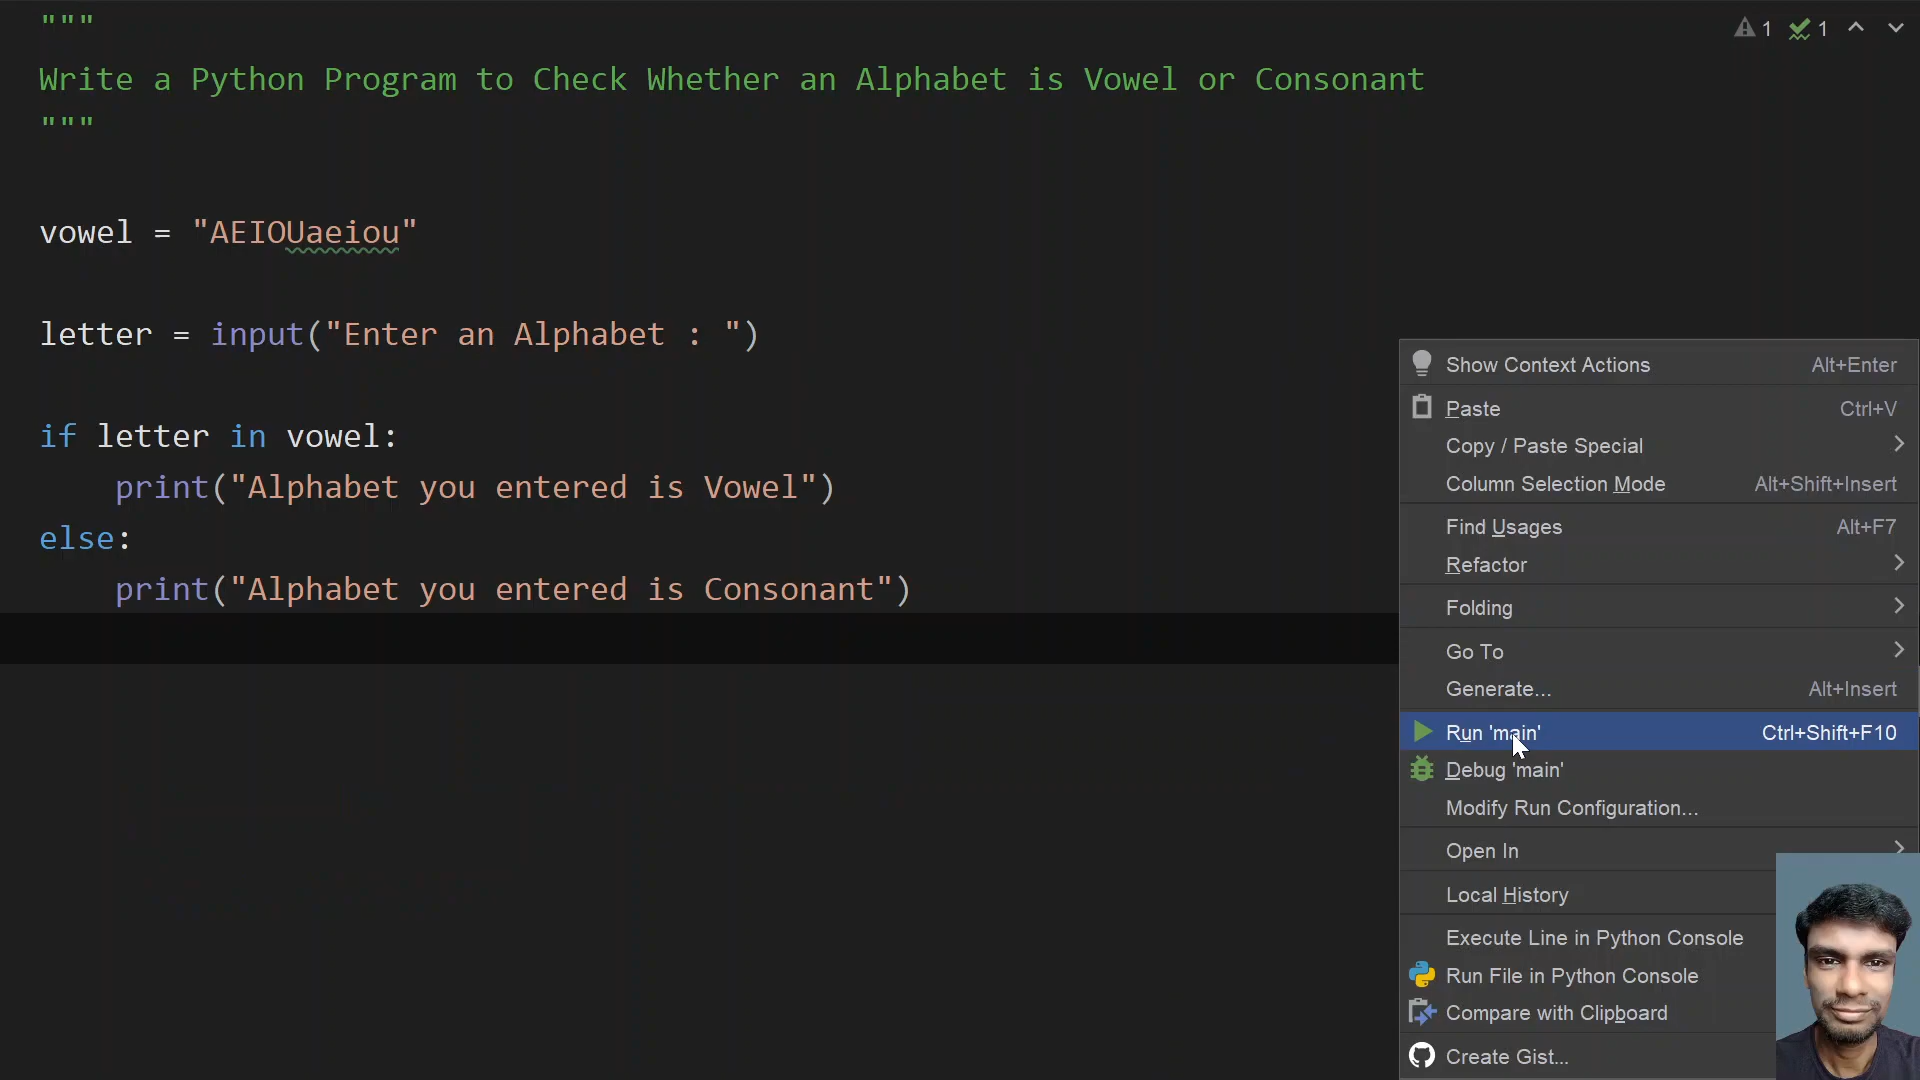 """
Write a Python Program to Check Whether an Alphabet is Vowel or Consonant
"""
vowel = "AEIOUaeiou"
letter = input("Enter an Alphabet : ")
if letter in vowel:
    print("Alphabet you entered is Vowel")
else:
    print("Alphabet you entered is Consonant")
1 1
Show Context Actions Alt+Enter
Paste Ctrl+V
Copy / Paste Special
Column Selection Mode Alt+Shift+Insert
Find Usages Alt+F7
Refactor
Folding
Go To
Generate... Alt+Insert
Run 'main' Ctrl+Shift+F10
Debug 'main'
Modify Run Configuration...
Open In
Local History
Execute Line in Python Console
Run File in Python Console
Compare with Clipboard
Create Gist...